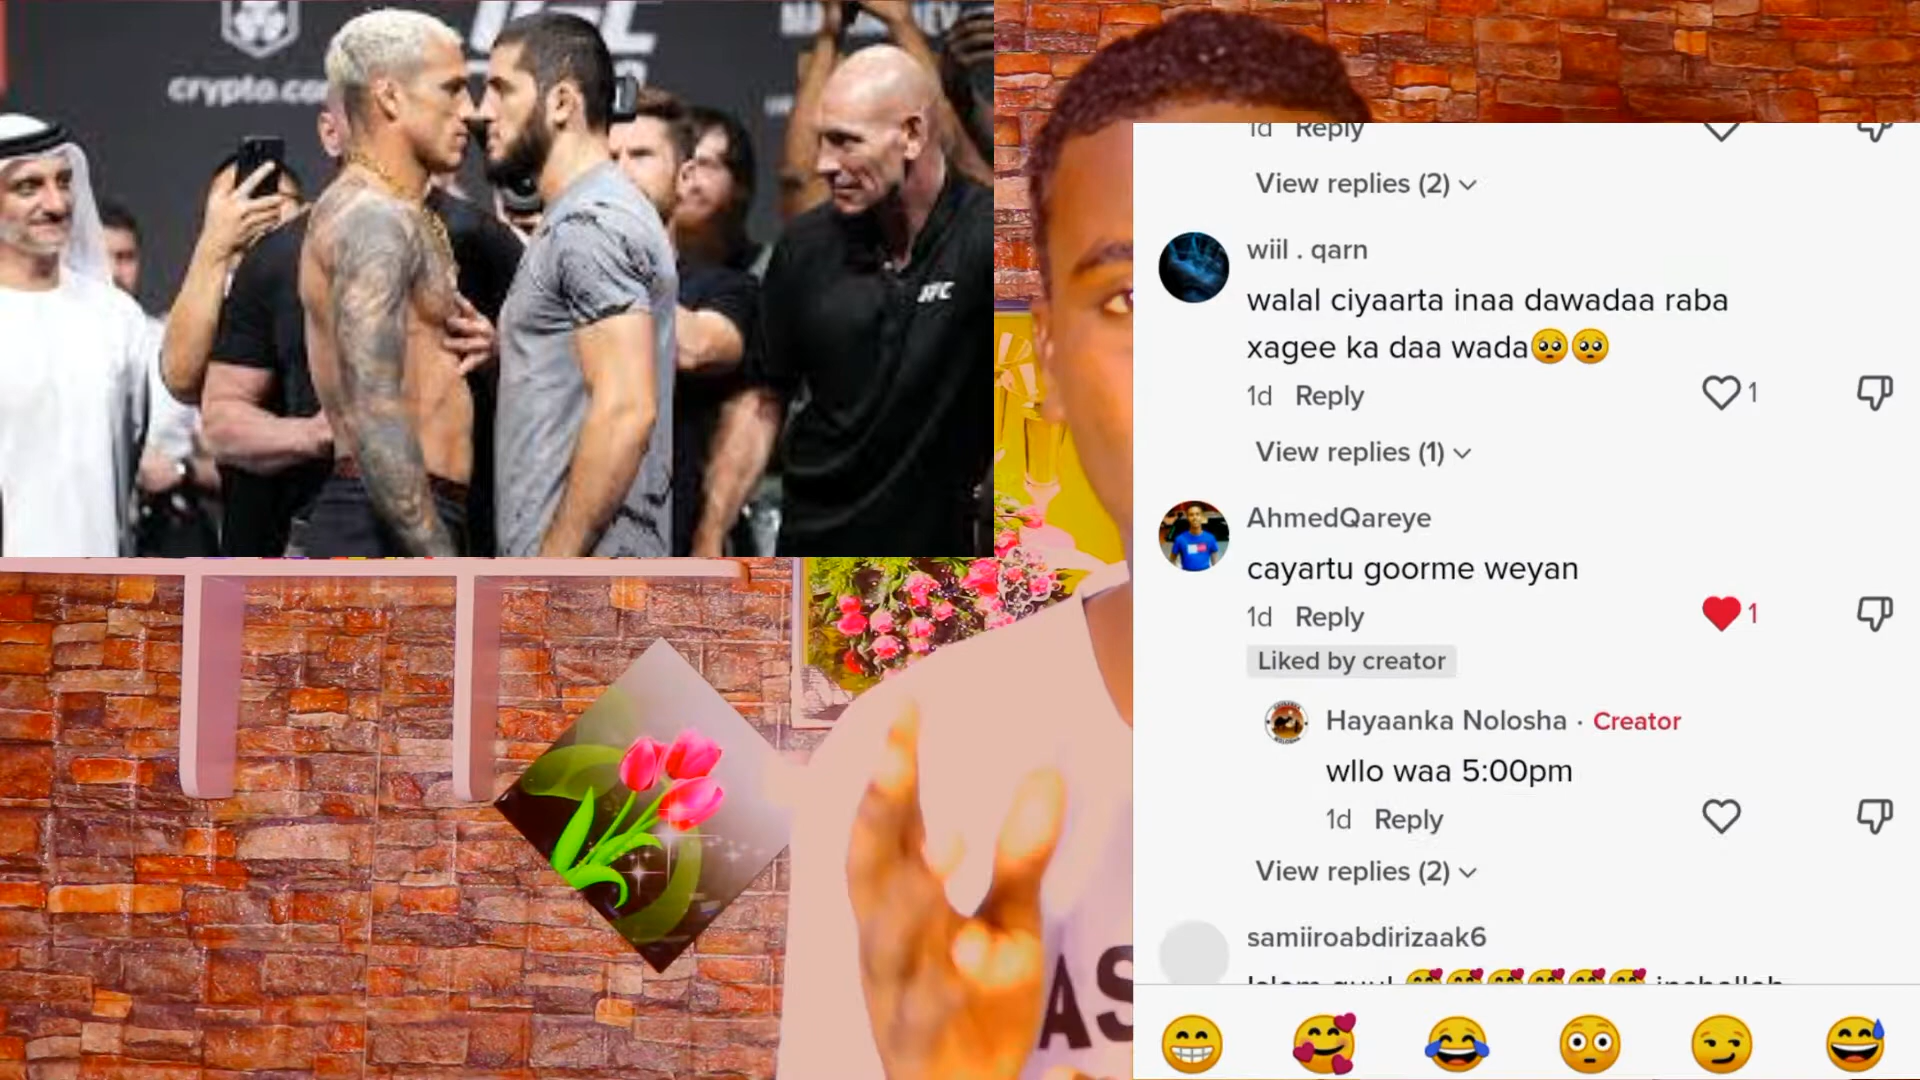 UFC
crypto.co
UFC
1d Reply
View replies (2)
wiil . qarn
walal ciyaarta inaa dawadaa raba
xagee ka daa wada🥺🥺
1d Reply 1
View replies (1)
AhmedQareye
cayartu goorme weyan
1d Reply 1
Liked by creator
Hayaanka Nolosha · Creator
wllo waa 5:00pm
1d Reply
View replies (2)
samiiroabdirizaak6
AS